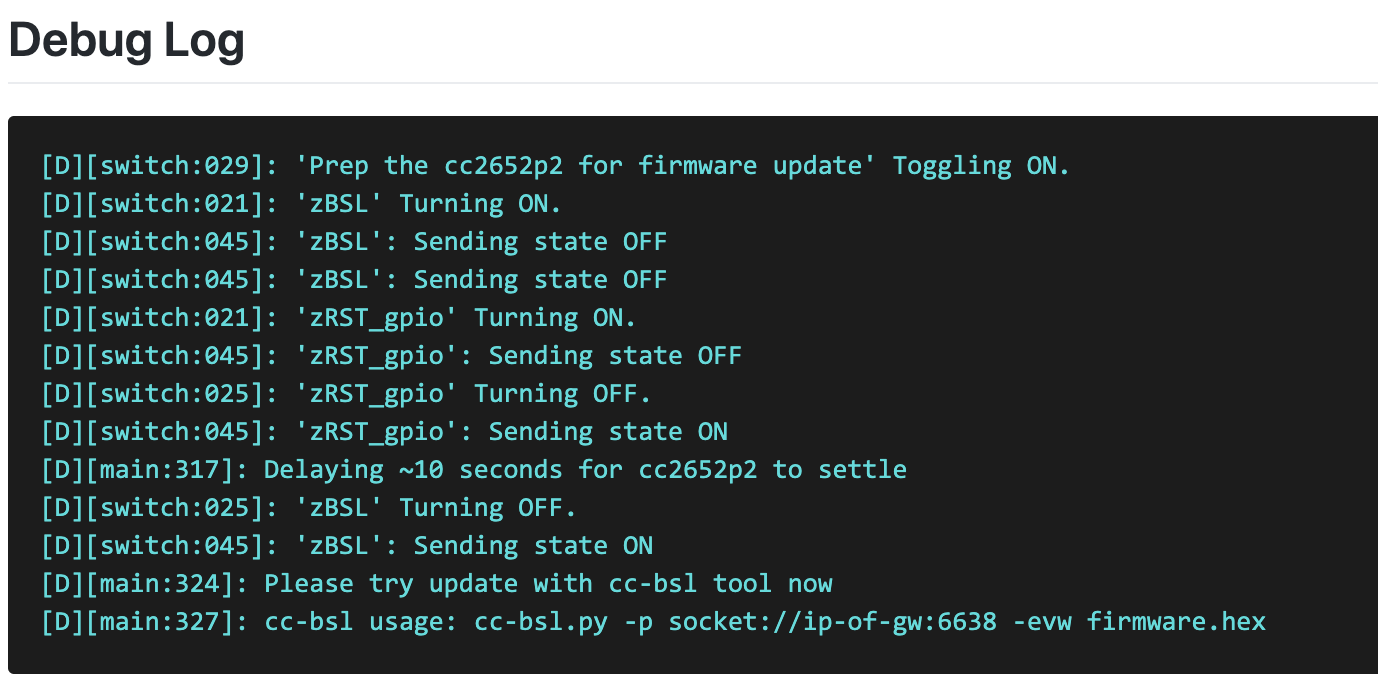 Debug Log
[D][switch:029]: 'Prep the cc2652p2 for firmware update' Toggling ON.
[D][switch:021]: 'zBSL' Turning ON.
[D][switch:045]: 'zBSL': Sending state OFF
[D][switch:045]: 'zBSL': Sending state OFF
[D][switch:021]: 'zRST_gpio' Turning ON.
[D][switch:045]: 'zRST_gpio': Sending state OFF
[D][switch:025]: 'zRST_gpio' Turning OFF.
[D][switch:045]: 'zRST_gpio': Sending state ON
[D][main:317]: Delaying ~10 seconds for cc2652p2 to settle
[D][switch:025]: 'zBSL' Turning OFF.
[D][switch:045]: 'zBSL': Sending state ON
[D][main:324]: Please try update with cc-bsl tool now
[D][main:327]: cc-bsl usage: cc-bsl.py -p socket://ip-of-gw:6638 -evw firmware.hex